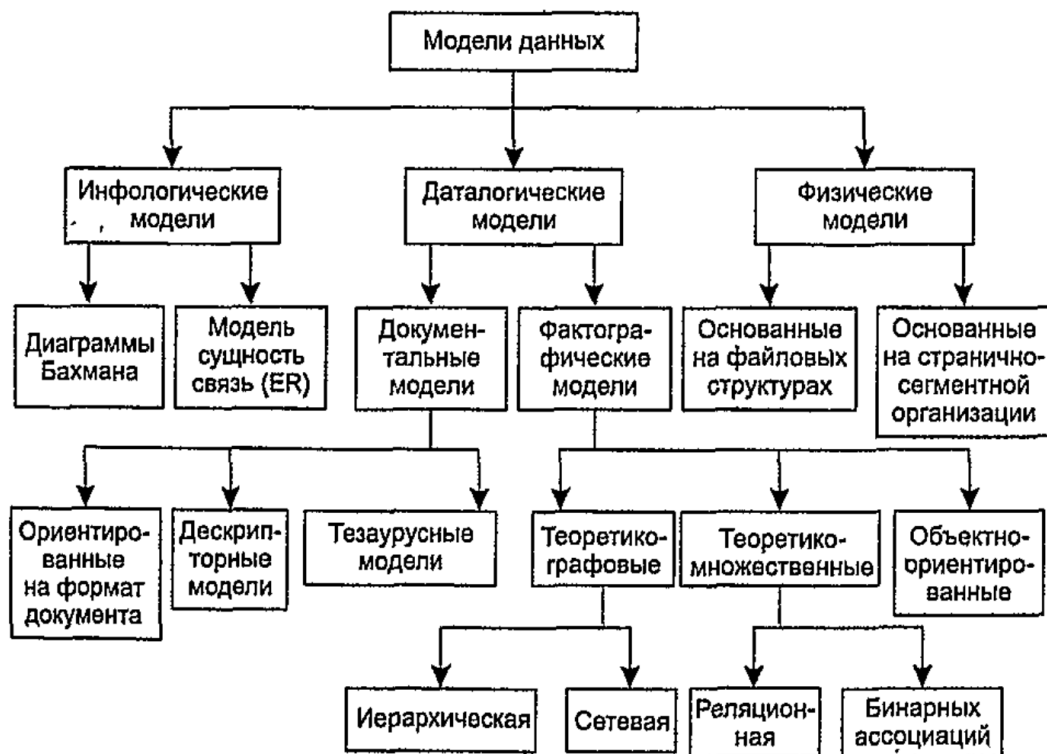 Модели данных
Инфологические
модели
Даталогические
модели
Физические
модели
Диаграммы
Бахмана
Модель
сущность
связь (ER)
Докумен-
тальные
модели
Фактогра-
фические
модели
Основанные
на файловых
структурах
Основанные
на странично-
сегментной
организации
Ориентиро-
ванные
на формат
документа
Дескрип-
торные
модели
Тезаурусные
модели
Теоретико-
графовые
Теоретико-
множественные
Объектно-
ориентиро-
ванные
Иерархическая
Сетевая
Реляцион-
ная
Бинарных
ассоциаций